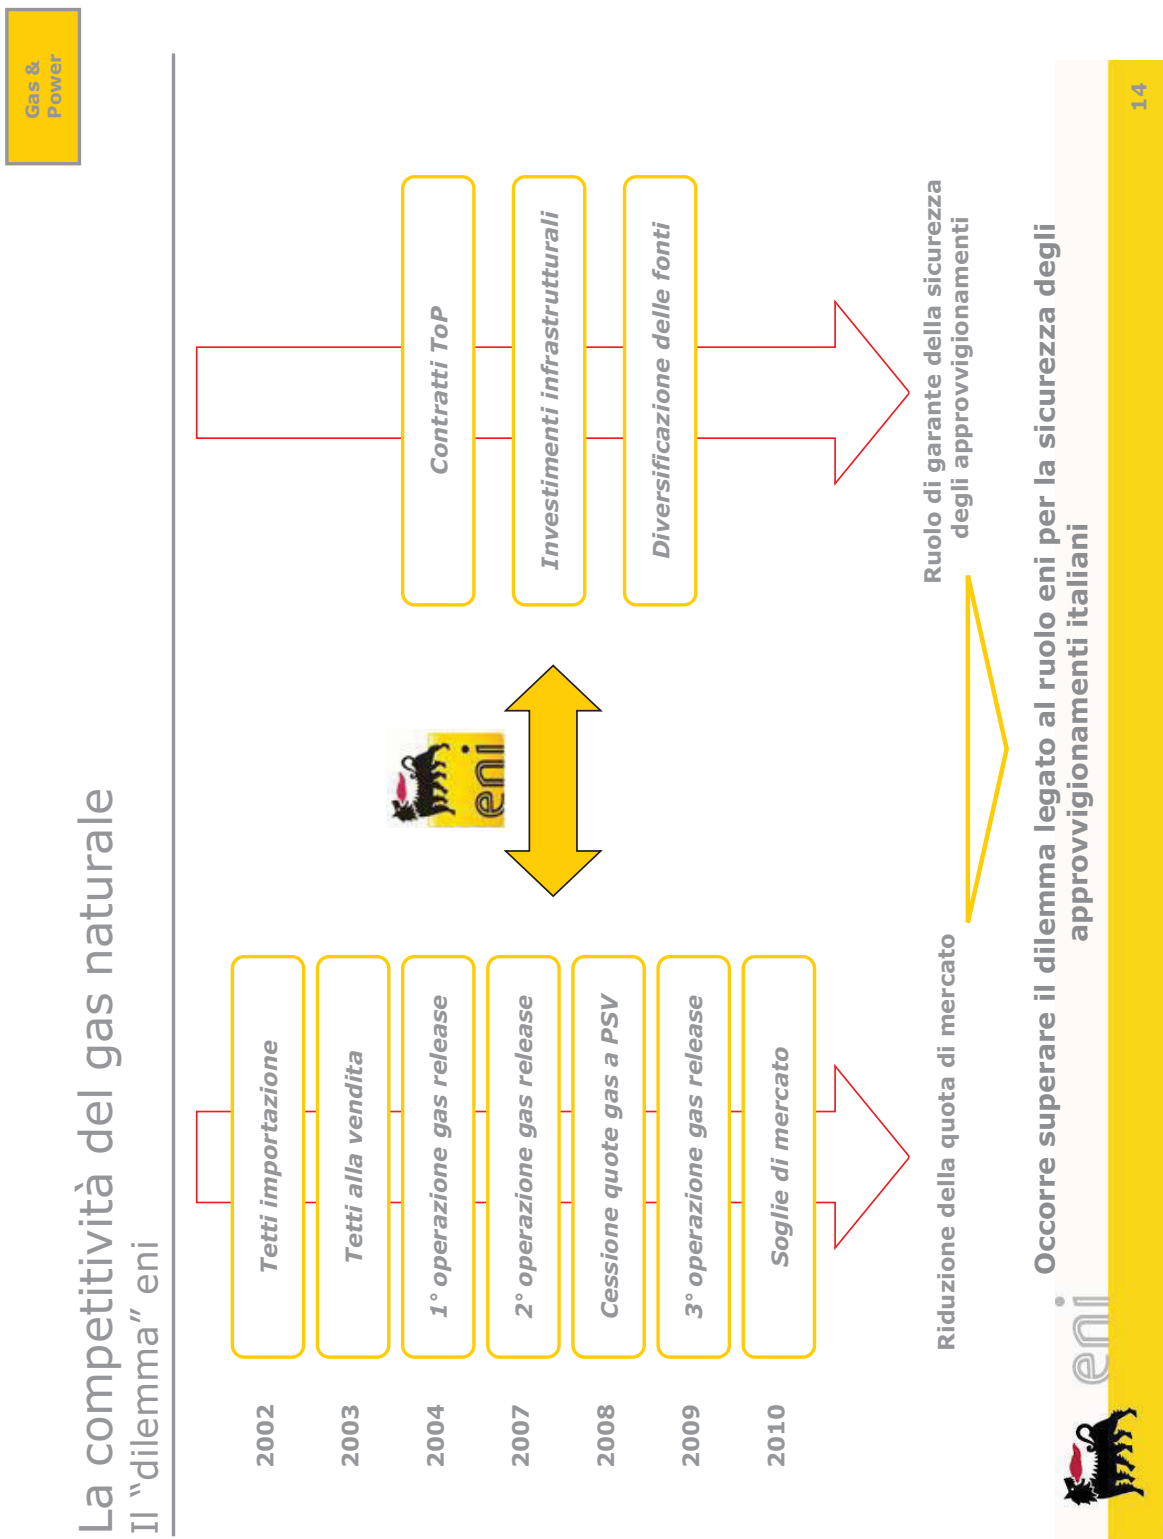 Gas &
Power
La competitività del gas naturale
Il “dilemma” eni
2002
Tetti importazione
2003
Tetti alla vendita
2004
1° operazione gas release
2007
2° operazione gas release
2008
Cessione quote gas a PSV
2009
3° operazione gas release
2010
Soglie di mercato
eni
Contratti ToP
Investimenti infrastrutturali
Diversificazione delle fonti
Riduzione della quota di mercato
Ruolo di garante della sicurezza
degli approvvigionamenti
Occorre superare il dilemma legato al ruolo eni per la sicurezza degli
approvvigionamenti italiani
eni
14